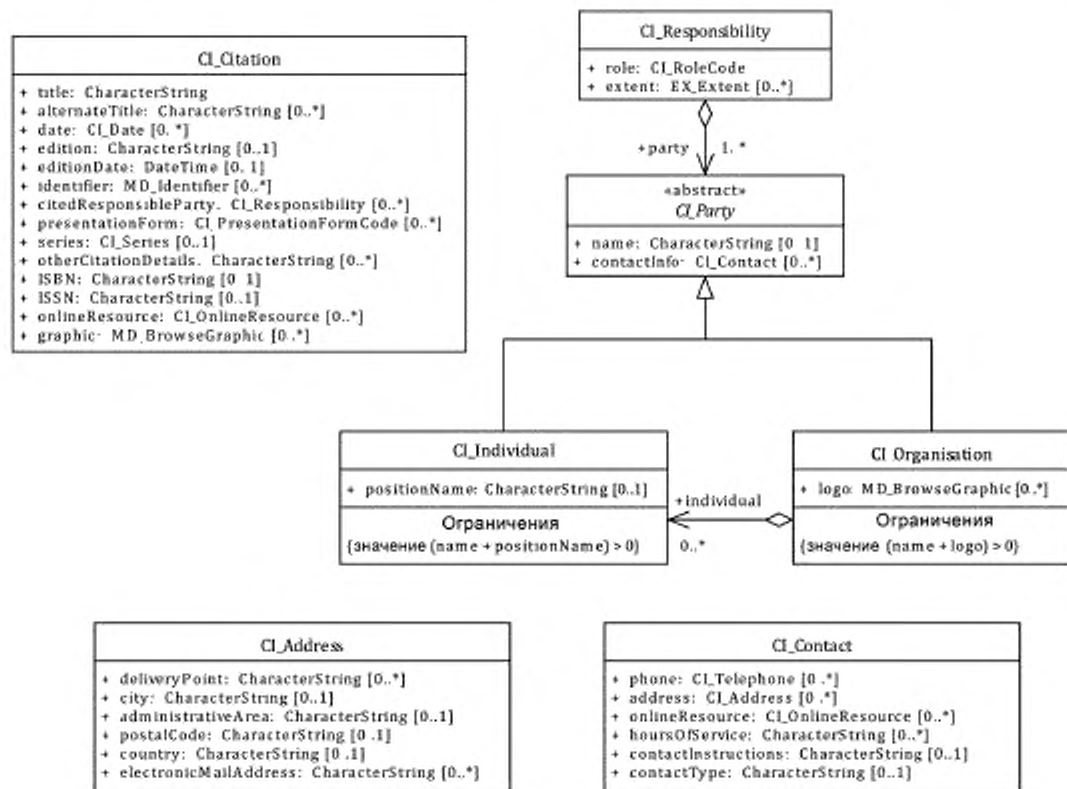 CI_Citation
+ title: CharacterString
+ alternateTitle: CharacterString [0..*]
+ date: CI_Date [0. *]
+ edition: CharacterString [0..1]
+ editionDate: DateTime [0. 1]
+ identifier: MD_Identifier [0..*]
+ citedResponsibleParty. CI_Responsibility [0..*]
+ presentationForm: CI_PresentationFormCode [0..*]
+ series: CI_Series [0..1]
+ otherCitationDetails. CharacterString [0..*]
+ ISBN: CharacterString [0 1]
+ ISSN: CharacterString [0..1]
+ onlineResource: CI_OnlineResource [0..*]
+ graphic- MD_BrowseGraphic [0..*]
CI_Responsibility
+ role: CI_RoleCode
+ extent: EX_Extent [0..*]
+party 1. *
«abstract»
CI_Party
+ name: CharacterString [0 1]
+ contactInfo- CI_Contact [0..*]
CI_Individual
+ positionName: CharacterString [0..1]
Ограничения
{значение (name + positionName) > 0}
+individual
0..*
CI Organisation
+ logo: MD_BrowseGraphic [0..*]
Ограничения
{значение (name + logo) > 0}
CI_Address
+ deliveryPoint: CharacterString [0..*]
+ city: CharacterString [0..1]
+ administrativeArea: CharacterString [0..1]
+ postalCode: CharacterString [0 .1]
+ country: CharacterString [0 .1]
+ electronicMailAddress: CharacterString [0..*]
CI_Contact
+ phone: CI_Telephone [0 .*]
+ address: CI_Address [0 .*]
+ onlineResource: CI_OnlineResource [0..*]
+ hoursOfService: CharacterString [0..*]
+ contactInstructions: CharacterString [0..1]
+ contactType: CharacterString [0..1]